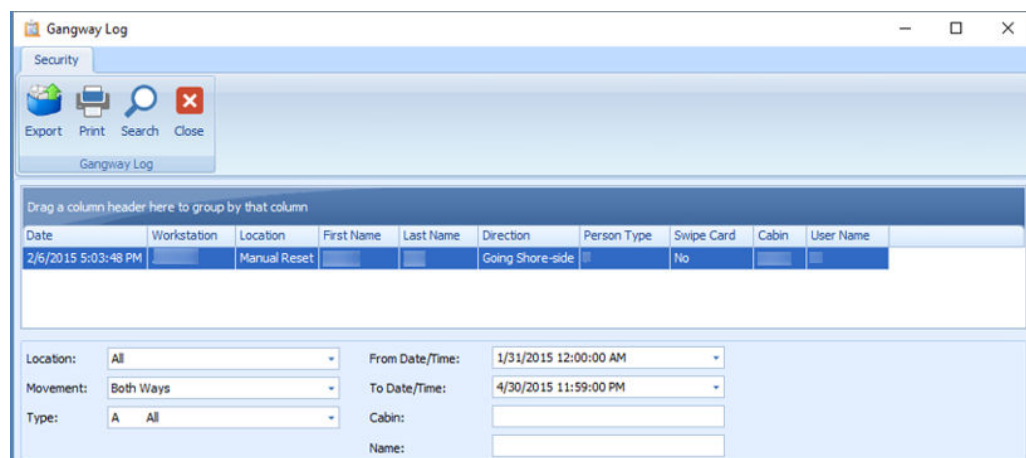 Gangway Log
Security
Export Print Search Close
Gangway Log
Drag a column header here to group by that column
Date Workstation Location First Name Last Name Direction Person Type Swipe Card Cabin User Name
2/6/2015 5:03:48 PM Manual Reset Going Shore-side No
Location: All From Date/Time: 1/31/2015 12:00:00 AM
Movement: Both Ways To Date/Time: 4/30/2015 11:59:00 PM
Type: A All Cabin:
Name: